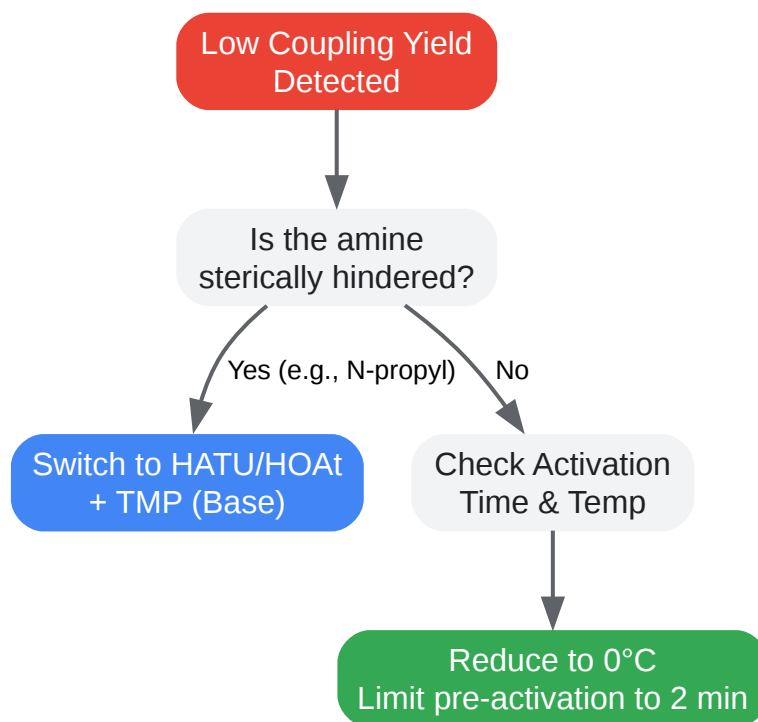 Low Coupling Yield
Detected
Is the amine
sterically hindered?
Yes (e.g., N-propyl)
No
Switch to HATU/HOAt
+ TMP (Base)
Check Activation
Time & Temp
Reduce to 0°C
Limit pre-activation to 2 min